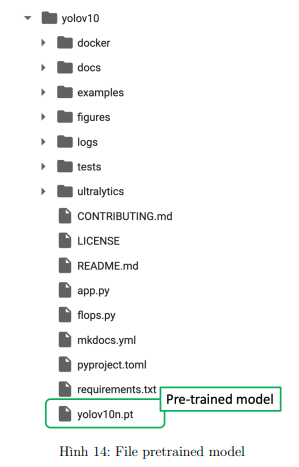 yolov10
docker
docs
examples
figures
logs
tests
ultralytics
CONTRIBUTING.md
LICENSE
README.md
app.py
flops.py
mkdocs.yml
pyproject.toml
requirements.txt
Pre-trained model
yolov10n.pt
Hình 14: File pretrained model